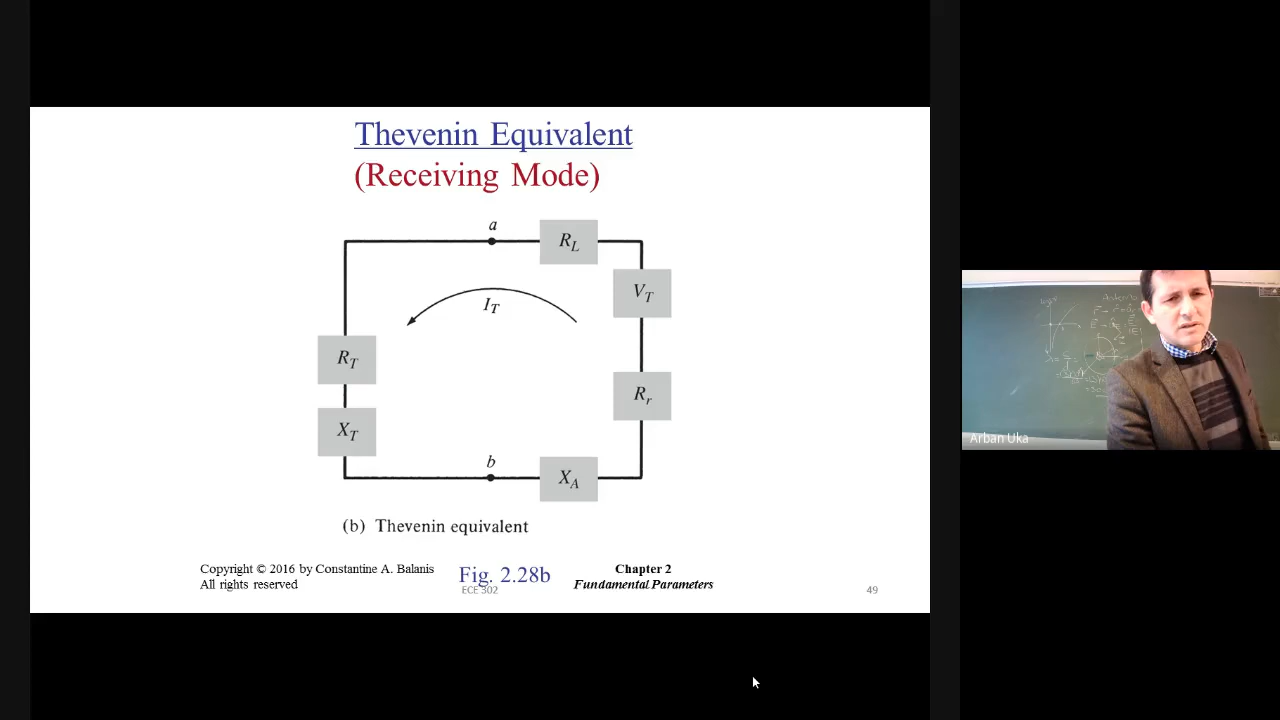 Thevenin Equivalent
(Receiving Mode)
a
R_L
V_T
I_T
R_T
R_r
X_T
b
X_A
(b) Thevenin equivalent
Copyright © 2016 by Constantine A. Balanis
All rights reserved
Fig. 2.28b
ECE 302
Chapter 2
Fundamental Parameters
49
Arban Uka